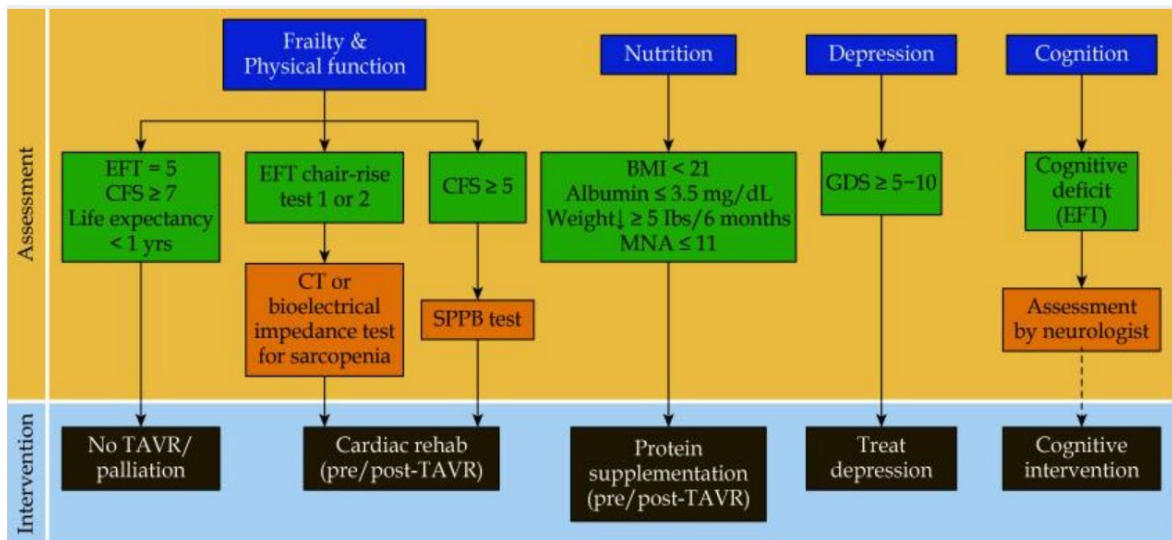 Assessment
Frailty &
Physical function
Nutrition
Depression
Cognition
EFT = 5
CFS ≥ 7
Life expectancy
< 1 yrs
EFT chair-rise
test 1 or 2
CFS ≥ 5
BMI < 21
Albumin ≤ 3.5 mg/dL
Weight↓ ≥ 5 Ibs/6 months
MNA ≤ 11
GDS ≥ 5−10
Cognitive
deficit
(EFT)
CT or
bioelectrical
impedance test
for sarcopenia
SPPB test
Assessment
by neurologist
Intervention
No TAVR/
palliation
Cardiac rehab
(pre/post-TAVR)
Protein
supplementation
(pre/post-TAVR)
Treat
depression
Cognitive
intervention